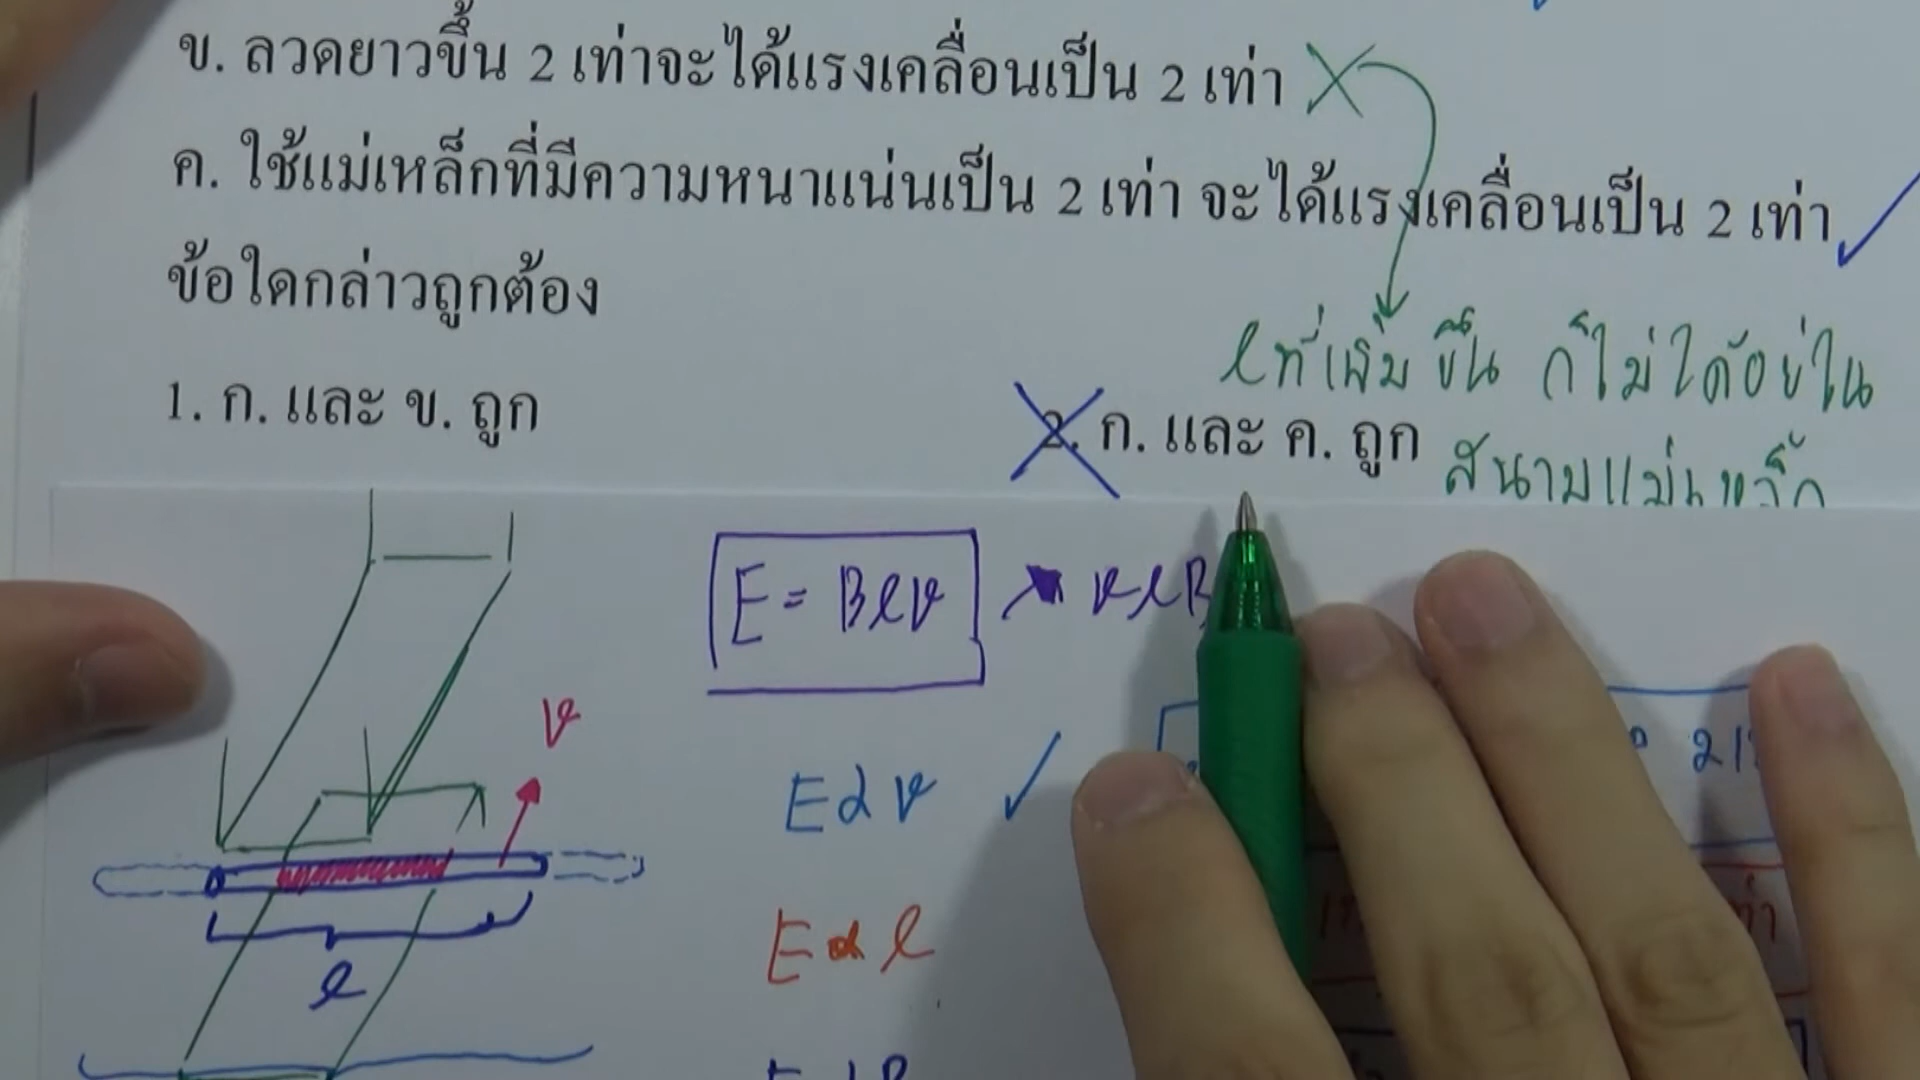 ข. ลวดยาวขึ้น 2 เท่าจะได้แรงเคลื่อนเป็น 2 เท่า
ค. ใช้แม่เหล็กที่มีความหนาแน่นเป็น 2 เท่า จะได้แรงเคลื่อนเป็น 2 เท่า
ข้อใดกล่าวถูกต้อง
l ที่เพิ่มขึ้น ก็ไม่ได้อยู่ใน
สนามแม่เหล็ก
1. ก. และ ข. ถูก
2. ก. และ ค. ถูก
E = Blv
v l B
v
E α v
E α l
l